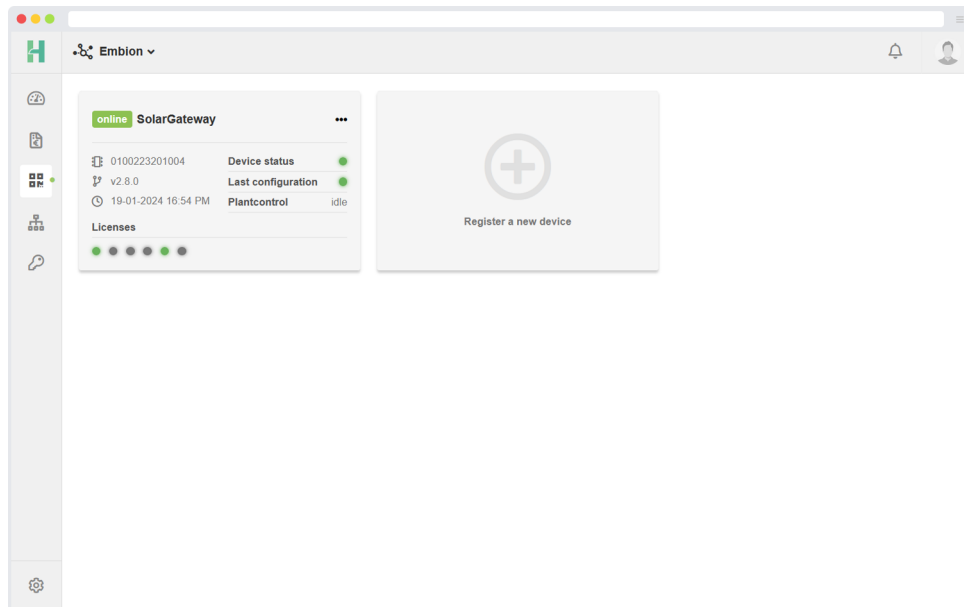 Embion
online SolarGateway
0100223201004 Device status
v2.8.0 Last configuration
19-01-2024 16:54 PM Plantcontrol idle
Licenses
Register a new device